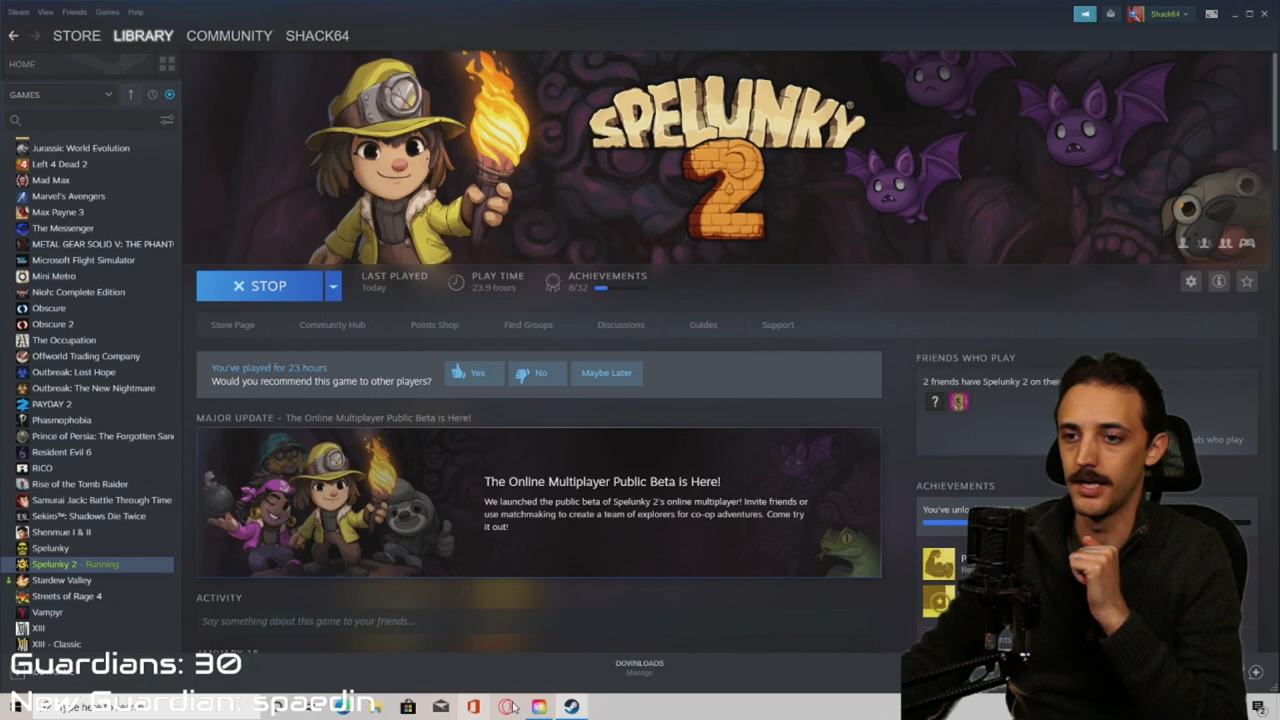 Steam View Friends Games Help
Shack64
STORE LIBRARY COMMUNITY SHACK64
HOME
GAMES
SPELUNKY
2
Jurassic World Evolution
Left 4 Dead 2
Mad Max
Marvel's Avengers
Max Payne 3
The Messenger
METAL GEAR SOLID V: THE PHANT
Microsoft Flight Simulator
Mini Metro
Nioh: Complete Edition
Obscure
Obscure 2
The Occupation
Offworld Trading Company
Outbreak: Lost Hope
Outbreak: The New Nightmare
PAYDAY 2
Phasmophobia
Prince of Persia: The Forgotten Sand
Resident Evil 6
RICO
Rise of the Tomb Raider
Samurai Jack: Battle Through Time
Sekiro™: Shadows Die Twice
Shenmue I & II
Spelunky
Spelunky 2 - Running
Stardew Valley
Streets of Rage 4
Vampyr
XIII
XIII - Classic
STOP
LAST PLAYED
Today
PLAY TIME
23.9 hours
ACHIEVEMENTS
8/32
Store Page Community Hub Points Shop Find Groups Discussions Guides Support
You've played for 23 hours
Would you recommend this game to other players?
Yes No Maybe Later
MAJOR UPDATE - The Online Multiplayer Public Beta is Here!
The Online Multiplayer Public Beta is Here!
We launched the public beta of Spelunky 2's online multiplayer! Invite friends or
use matchmaking to create a team of explorers for co-op adventures. Come try
it out!
ACTIVITY
Say something about this game to your friends...
FRIENDS WHO PLAY
2 friends have Spelunky 2 on their
ds who play
ACHIEVEMENTS
You've unlo
DOWNLOADS
Manage
Guardians: 30
New Guardian: spaedin